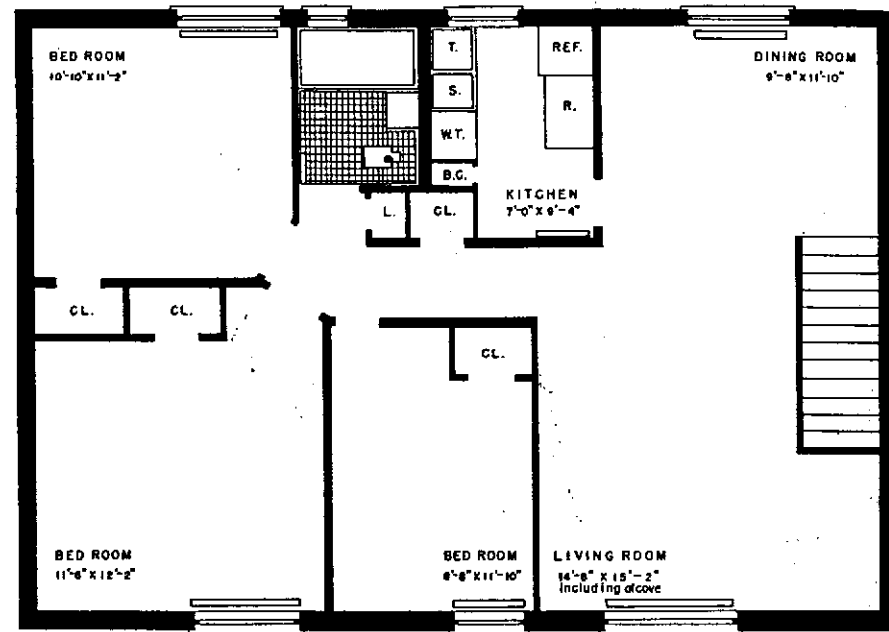 BED ROOM
10'-10" X 11'-2"
T.
S.
W.T.
B.C.
REF.
R.
KITCHEN
7'-0" X 9'-4"
DINING ROOM
9'-8" X 11'-10"
L.
CL.
CL.
CL.
CL.
BED ROOM
11'-6" X 12'-2"
BED ROOM
8'-8" X 11'-10"
LIVING ROOM
14'-8" X 15'-2"
including alcove